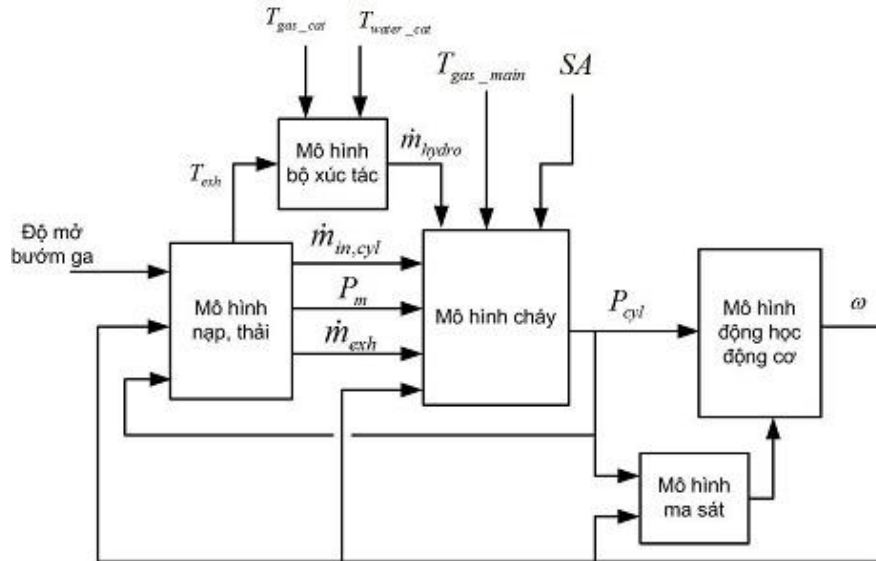 T_gas_cat
T_water_cat
T_gas_main
SA
Mô hình
bộ xúc tác
ṁ_hydro
T_exh
Độ mở
bướm ga
Mô hình
nạp, thải
ṁ_in,cyl
P_m
ṁ_exh
Mô hình cháy
P_cyl
Mô hình
động học
động cơ
ω
Mô hình
ma sát